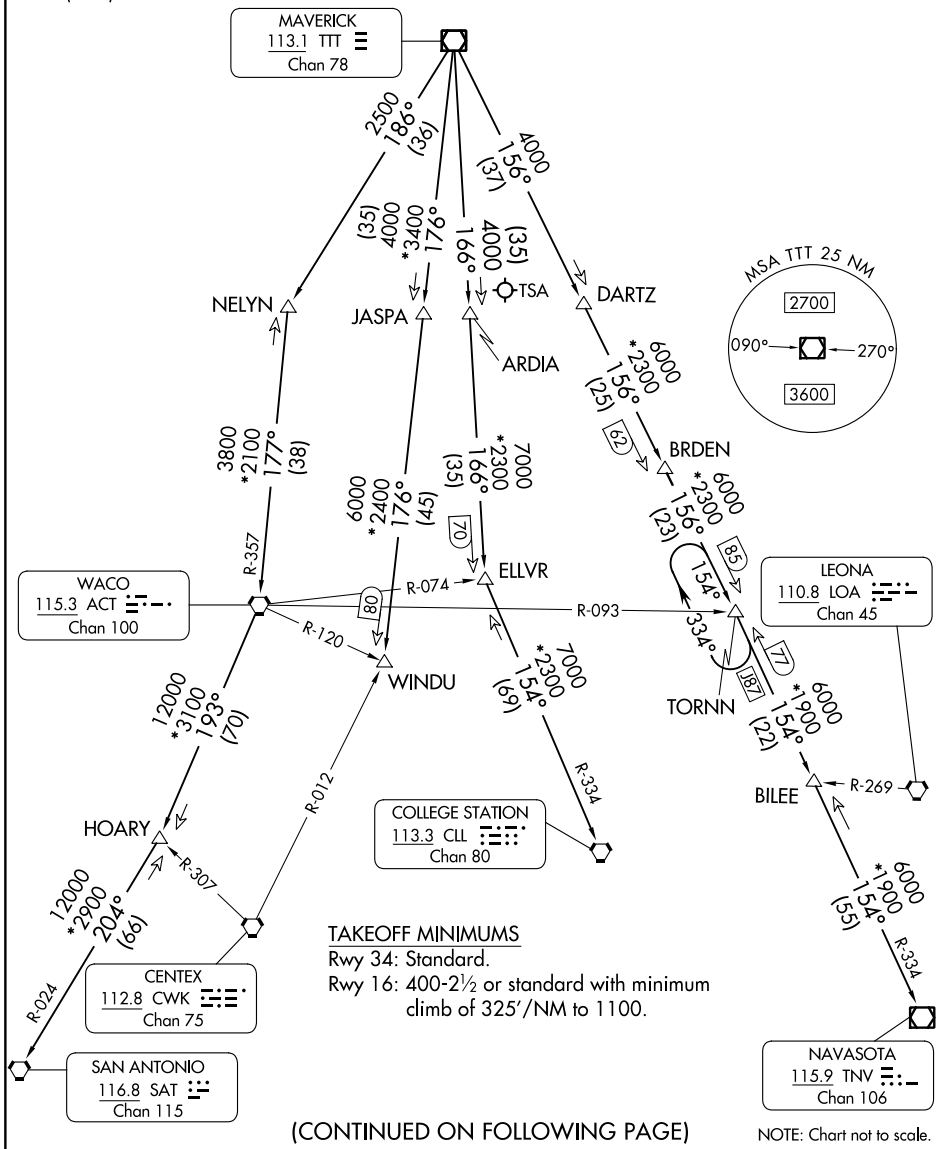 MAVERICK
113.1 TTT
Chan 78
2500
186°
(36)
(35)
4000
*3400
176°
(35)
4000
166°
4000
156°
(37)
TSA
NELYN
JASPA
ARDIA
DARTZ
MSA TTT 25 NM
2700
090°
270°
3600
6000
*2300
156°
(25)
62
BRDEN
3800
*2100
177°
(38)
6000
*2400
176°
(45)
7000
*2300
166°
(35)
70
6000
*2300
156°
(23)
85
R-357
WACO
115.3 ACT
Chan 100
R-074
ELLVR
R-093
R-120
80
WINDU
154°
334°
TORNN
J87
77
LEONA
110.8 LOA
Chan 45
12000
*3100
193°
(70)
7000
*2300
154°
(69)
6000
*1900
154°
(22)
R-012
R-334
BILEE
R-269
HOARY
R-307
COLLEGE STATION
113.3 CLL
Chan 80
12000
*2900
204°
(66)
6000
*1900
154°
(55)
R-334
R-024
CENTEX
112.8 CWK
Chan 75
TAKEOFF MINIMUMS
Rwy 34: Standard.
Rwy 16: 400-2½ or standard with minimum
climb of 325'/NM to 1100.
SAN ANTONIO
116.8 SAT
Chan 115
NAVASOTA
115.9 TNV
Chan 106
(CONTINUED ON FOLLOWING PAGE)
NOTE: Chart not to scale.